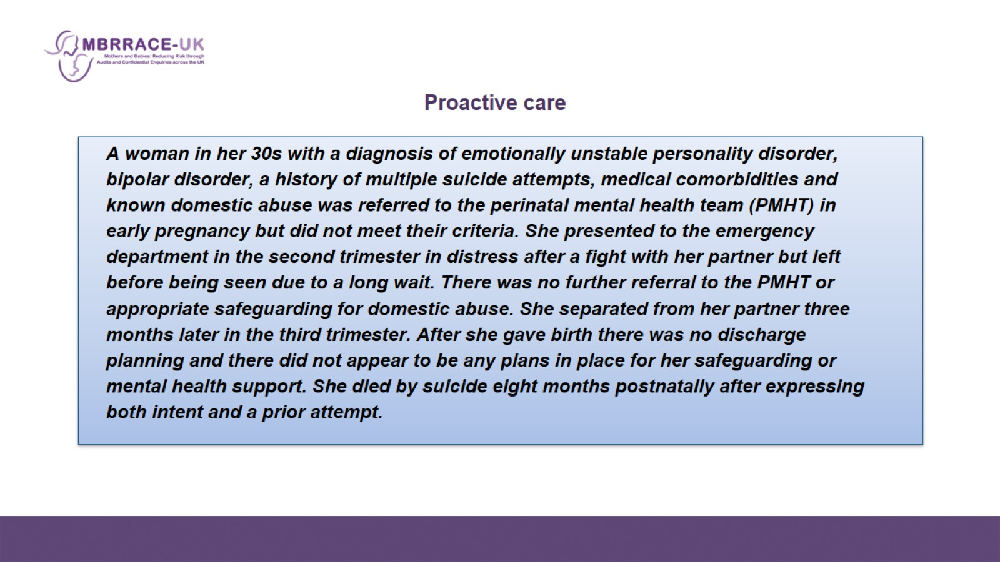 MBRRACE-UK
Mothers and Babies: Reducing Risk through
Audits and Confidential Enquiries across the UK
Proactive care
A woman in her 30s with a diagnosis of emotionally unstable personality disorder,
bipolar disorder, a history of multiple suicide attempts, medical comorbidities and
known domestic abuse was referred to the perinatal mental health team (PMHT) in
early pregnancy but did not meet their criteria. She presented to the emergency
department in the second trimester in distress after a fight with her partner but left
before being seen due to a long wait. There was no further referral to the PMHT or
appropriate safeguarding for domestic abuse. She separated from her partner three
months later in the third trimester. After she gave birth there was no discharge
planning and there did not appear to be any plans in place for her safeguarding or
mental health support. She died by suicide eight months postnatally after expressing
both intent and a prior attempt.